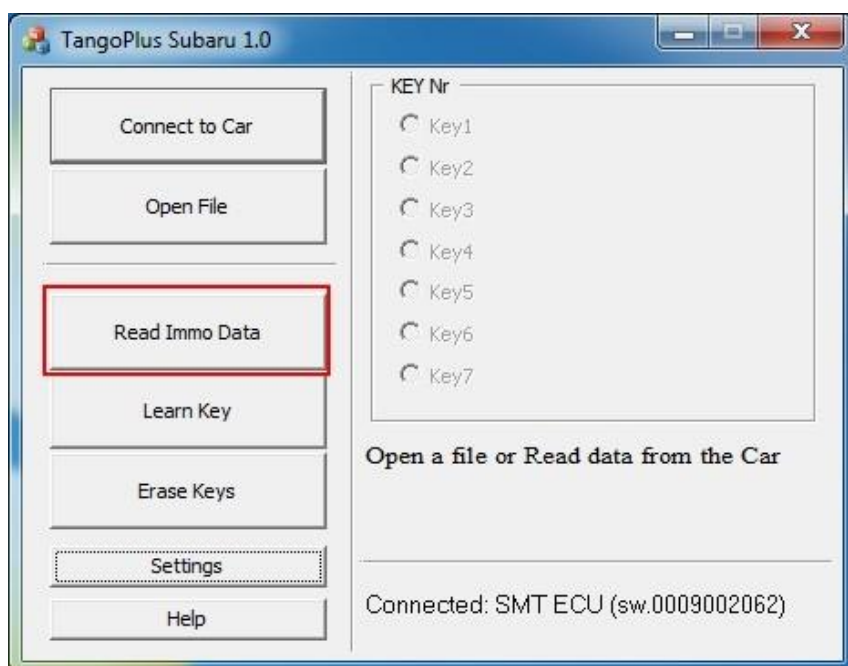 TangoPlus Subaru 1.0
Connect to Car
Open File
Read Immo Data
Learn Key
Erase Keys
Settings
Help
KEY Nr
Key1
Key2
Key3
Key4
Key5
Key6
Key7
Open a file or Read data from the Car
Connected: SMT ECU (sw.0009002062)